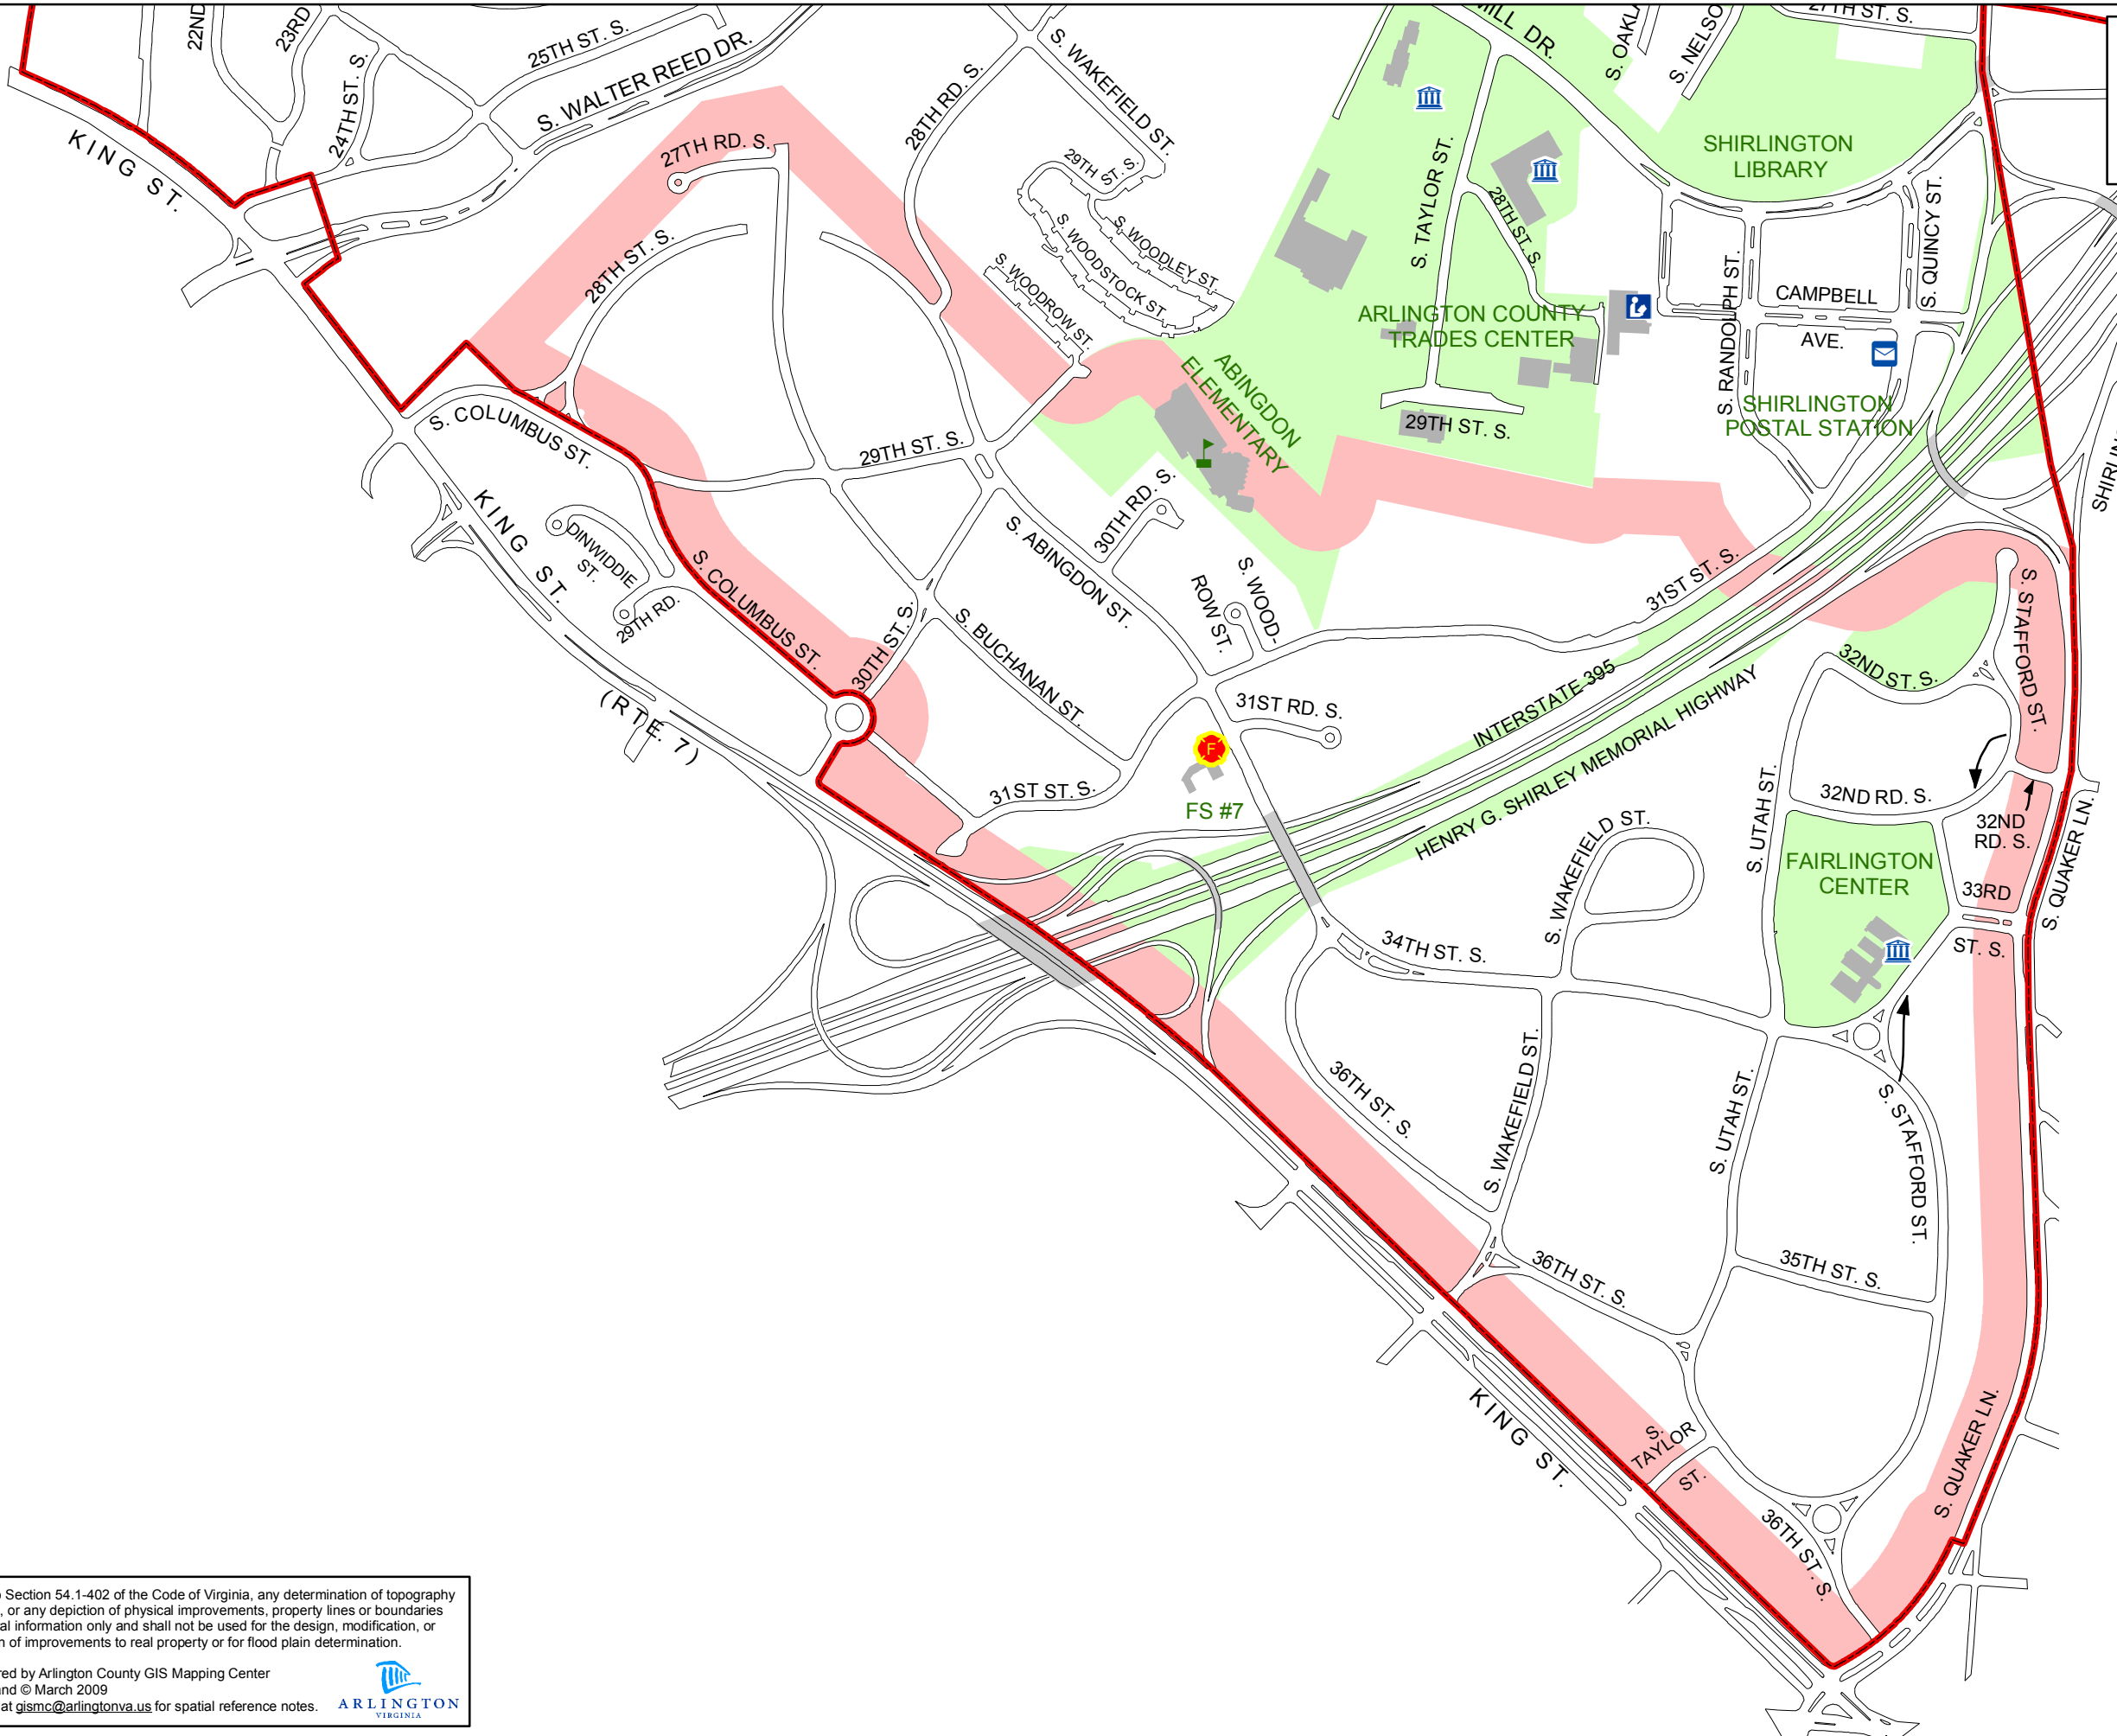 22ND
23RD
24TH ST. S.
25TH ST. S.
S. WALTER REED DR.
S. WAKEFIELD ST.
28TH RD. S.
27TH RD. S.
MILL DR.
S. NELSO
27TH ST. S.
KING ST.
29TH
ST. S.
S. WOODLEY ST.
S. WOODSTOCK ST.
S. WOODROW ST.
28TH ST. S.
S. TAYLOR ST.
28TH ST. S.
SHIRLINGTON
LIBRARY
S. QUINCY ST.
S. RANDOLPH ST.
CAMPBELL
AVE.
ARLINGTON COUNTY
TRADES CENTER
ABINGDON
ELEMENTARY
29TH ST. S.
SHIRLINGTON
POSTAL STATION
S. COLUMBUS ST.
29TH ST. S.
KING ST.
DINWIDDIE
ST.
29TH RD.
S. COLUMBUS ST.
30TH ST. S.
S. ABINGDON ST.
30TH RD. S.
S. WOOD-
ROW ST.
S. BUCHANAN ST.
31ST ST. S.
31ST RD. S.
(RTE. 7)
31ST ST. S.
F
FS #7
INTERSTATE 395
HENRY G. SHIRLEY MEMORIAL HIGHWAY
S. STAFFORD ST.
32ND ST. S.
S. UTAH ST.
32ND RD. S.
32ND
RD. S.
S. QUAKER LN.
FAIRLINGTON
CENTER
33RD
ST. S.
S. WAKEFIELD ST.
34TH ST. S.
36TH ST. S.
S. WAKEFIELD ST.
S. UTAH ST.
S. STAFFORD ST.
36TH ST. S.
35TH ST. S.
KING ST.
S.
TAYLOR
ST.
S. QUAKER LN.
36TH ST. S.
Section 54.1-402 of the Code of Virginia, any determination of topography
, or any depiction of physical improvements, property lines or boundaries
al information only and shall not be used for the design, modification, or
n of improvements to real property or for flood plain determination.
red by Arlington County GIS Mapping Center
nd © March 2009
at gismc@arlingtonva.us for spatial reference notes.
ARLINGTON
VIRGINIA